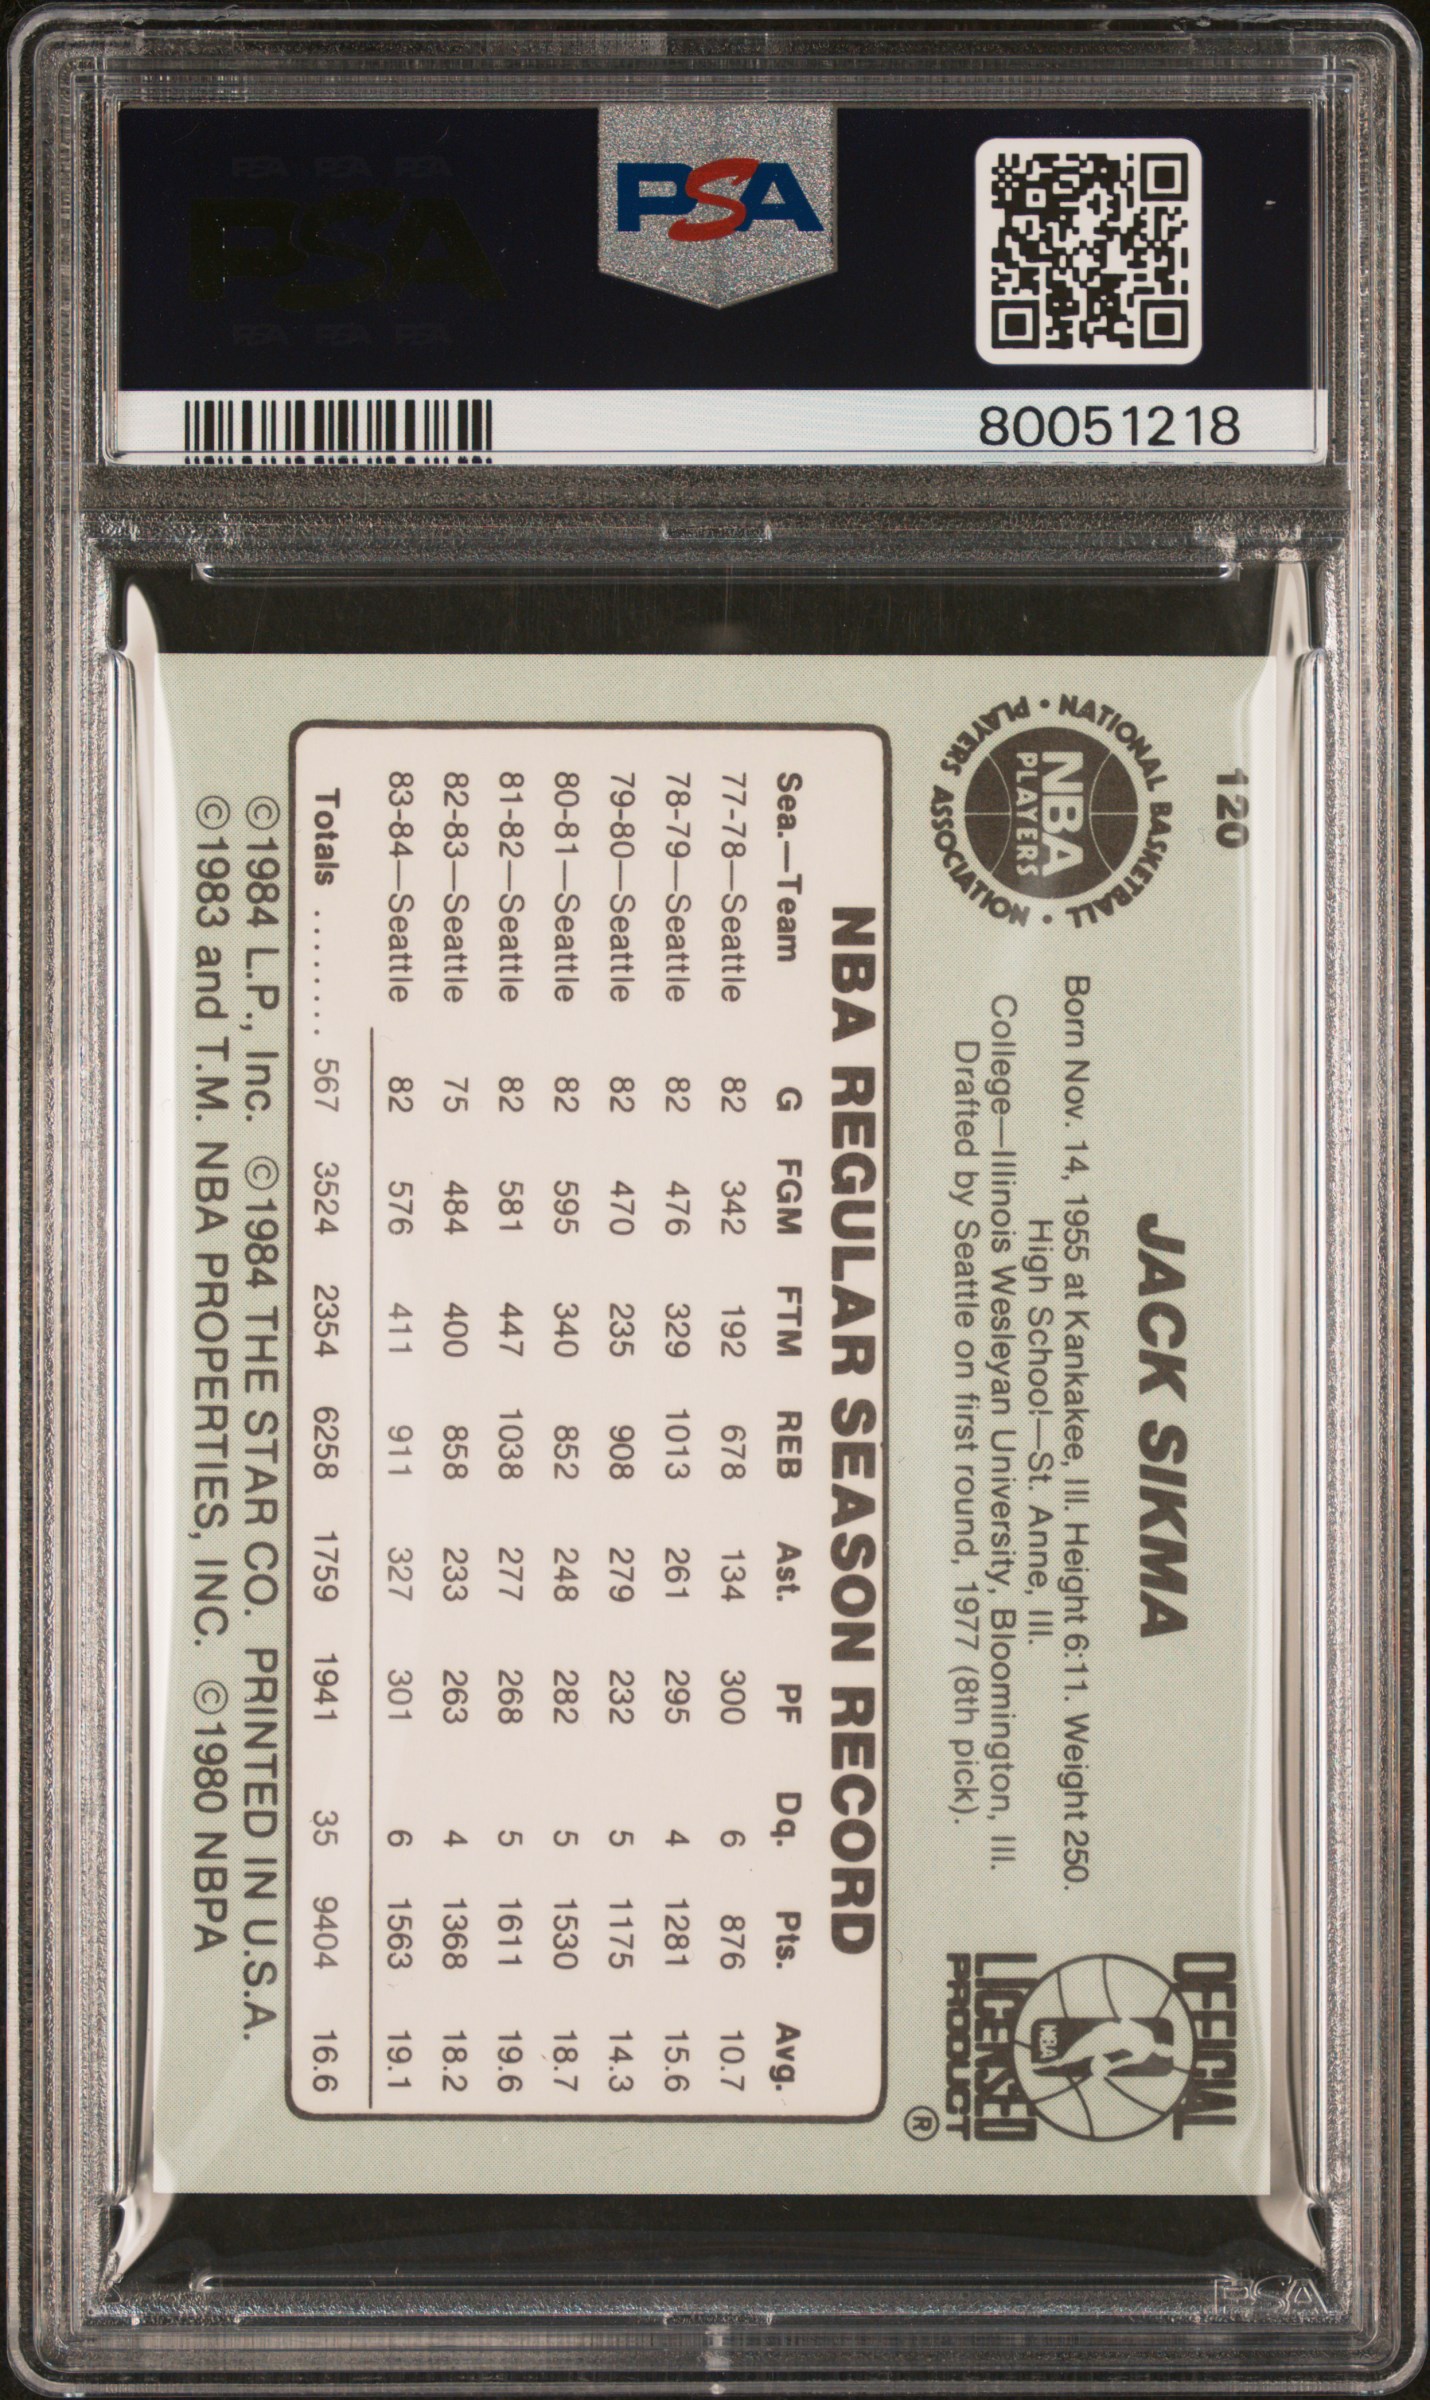 PSA PSA PSA
PSA
PSA PSA PSA
PSA
80051218
120
NATIONAL BASKETBALL • PLAYERS ASSOCIATION •
NBA
PLAYERS
JACK SIKMA
Born Nov. 14, 1955 at Kankakee, Ill. Height 6:11. Weight 250.
High School—St. Anne, Ill.
College—Illinois Wesleyan University, Bloomington, Ill.
Drafted by Seattle on first round, 1977 (8th pick).
OFFICIAL
NBA
LICENSED
PRODUCT
®
NBA REGULAR SEASON RECORD
Sea.—Team G FGM FTM REB Ast. PF Dq. Pts. Avg.
77-78—Seattle 82 342 192 678 134 300 6 876 10.7
78-79—Seattle 82 476 329 1013 261 295 4 1281 15.6
79-80—Seattle 82 470 235 908 279 232 5 1175 14.3
80-81—Seattle 82 595 340 852 248 282 5 1530 18.7
81-82—Seattle 82 581 447 1038 277 268 5 1611 19.6
82-83—Seattle 75 484 400 858 233 263 4 1368 18.2
83-84—Seattle 82 576 411 911 327 301 6 1563 19.1
Totals ........ 567 3524 2354 6258 1759 1941 35 9404 16.6
©1984 L.P., Inc. ©1984 THE STAR CO. PRINTED IN U.S.A.
©1983 and T.M. NBA PROPERTIES, INC. ©1980 NBPA
PSA